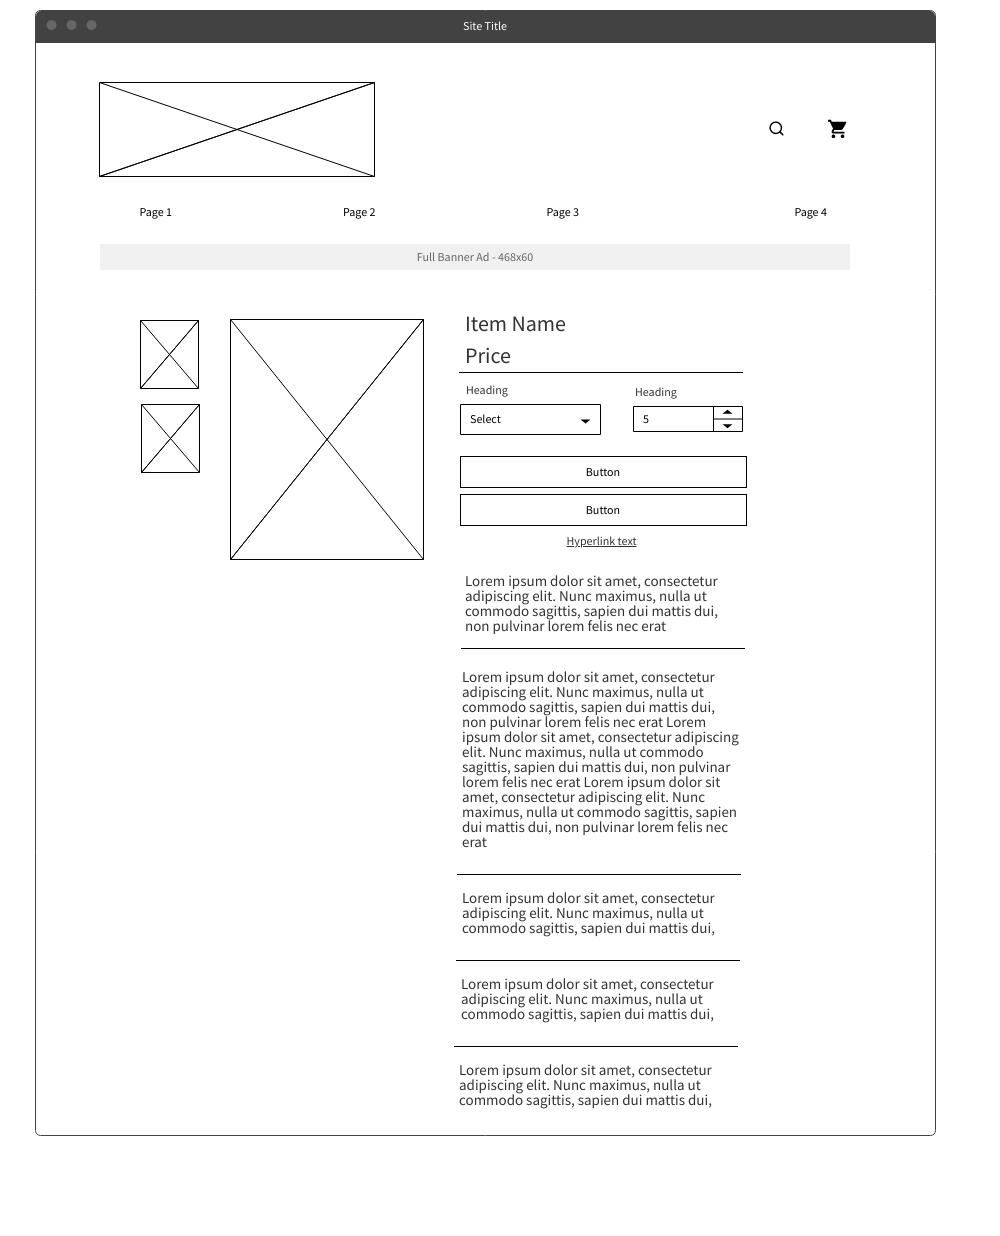 Site Title
Page 1
Page 2
Page 3
Page 4
Full Banner Ad - 468x60
Item Name
Price
Heading
Heading
Select
5
Button
Button
Hyperlink text
Lorem ipsum dolor sit amet, consectetur
adipiscing elit. Nunc maximus, nulla ut
commodo sagittis, sapien dui mattis dui,
non pulvinar lorem felis nec erat
Lorem ipsum dolor sit amet, consectetur
adipiscing elit. Nunc maximus, nulla ut
commodo sagittis, sapien dui mattis dui,
non pulvinar lorem felis nec erat Lorem
ipsum dolor sit amet, consectetur adipiscing
elit. Nunc maximus, nulla ut commodo
sagittis, sapien dui mattis dui, non pulvinar
lorem felis nec erat Lorem ipsum dolor sit
amet, consectetur adipiscing elit. Nunc
maximus, nulla ut commodo sagittis, sapien
dui mattis dui, non pulvinar lorem felis nec
erat
Lorem ipsum dolor sit amet, consectetur
adipiscing elit. Nunc maximus, nulla ut
commodo sagittis, sapien dui mattis dui,
Lorem ipsum dolor sit amet, consectetur
adipiscing elit. Nunc maximus, nulla ut
commodo sagittis, sapien dui mattis dui,
Lorem ipsum dolor sit amet, consectetur
adipiscing elit. Nunc maximus, nulla ut
commodo sagittis, sapien dui mattis dui,